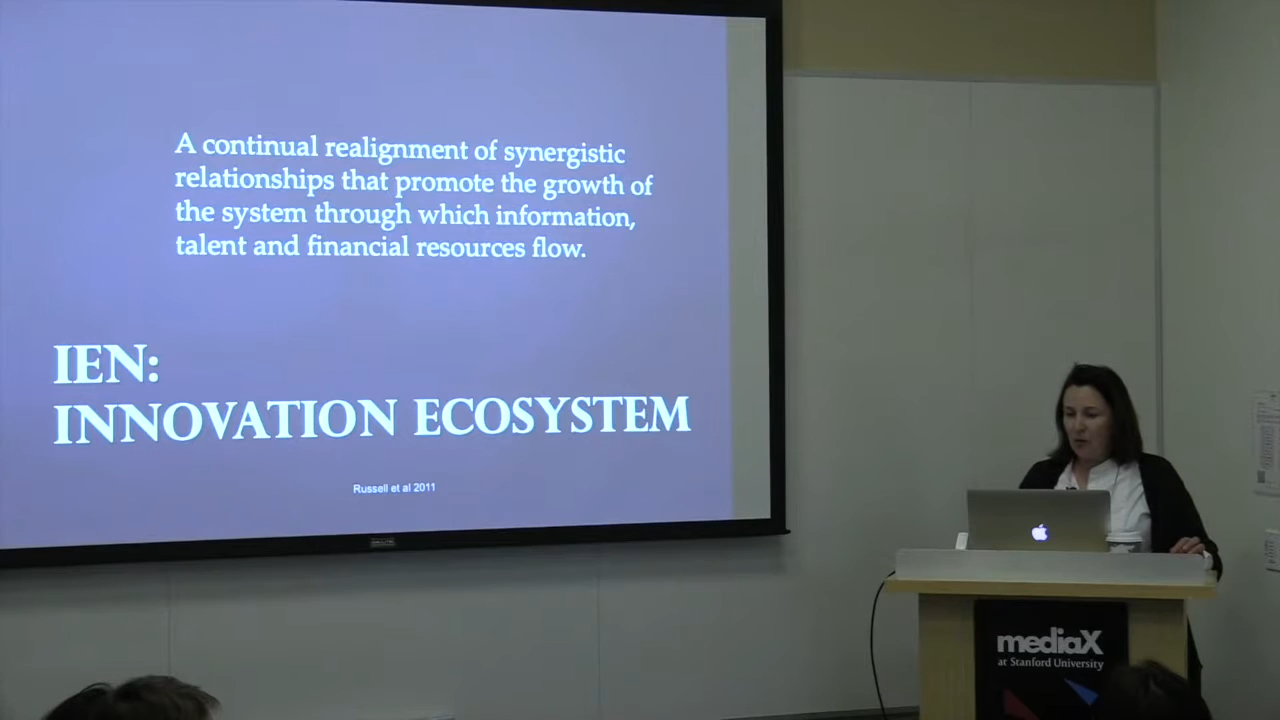 A continual realignment of synergistic
relationships that promote the growth of
the system through which information,
talent and financial resources flow.
IEN:
INNOVATION ECOSYSTEM
Russell et al 2011
mediaX
at Stanford University